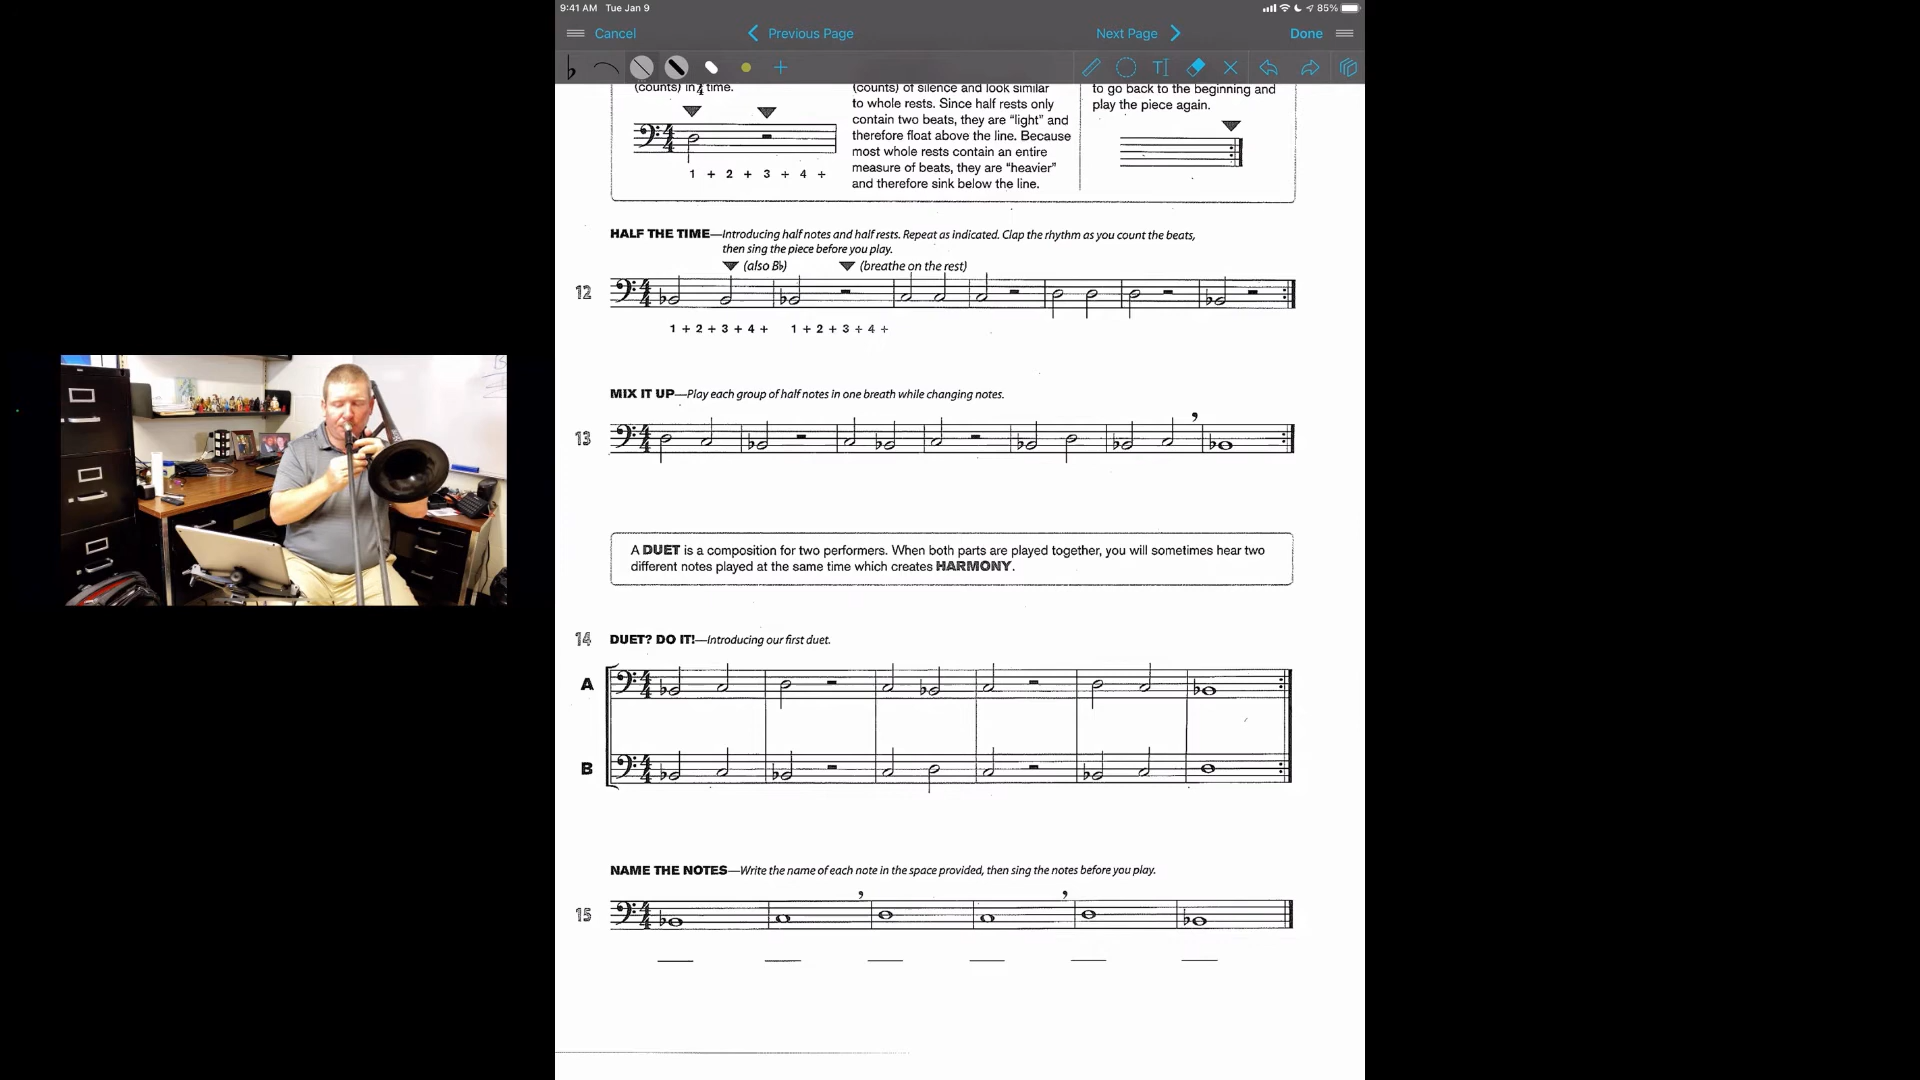 9:41 AM Tue Jan 9
85%
Cancel
Previous Page
Next Page
Done
(counts) in 4/4 time.
1 + 2 + 3 + 4 +
(counts) of silence and look similar
to whole rests. Since half rests only
contain two beats, they are “light” and
therefore float above the line. Because
most whole rests contain an entire
measure of beats, they are “heavier”
and therefore sink below the line.
to go back to the beginning and
play the piece again.
HALF THE TIME—Introducing half notes and half rests. Repeat as indicated. Clap the rhythm as you count the beats,
then sing the piece before you play.
(also B♭) (breathe on the rest)
12
1 + 2 + 3 + 4 + 1 + 2 + 3 + 4 +
MIX IT UP—Play each group of half notes in one breath while changing notes.
13
A DUET is a composition for two performers. When both parts are played together, you will sometimes hear two
different notes played at the same time which creates HARMONY.
14 DUET? DO IT!—Introducing our first duet.
A
B
NAME THE NOTES—Write the name of each note in the space provided, then sing the notes before you play.
15